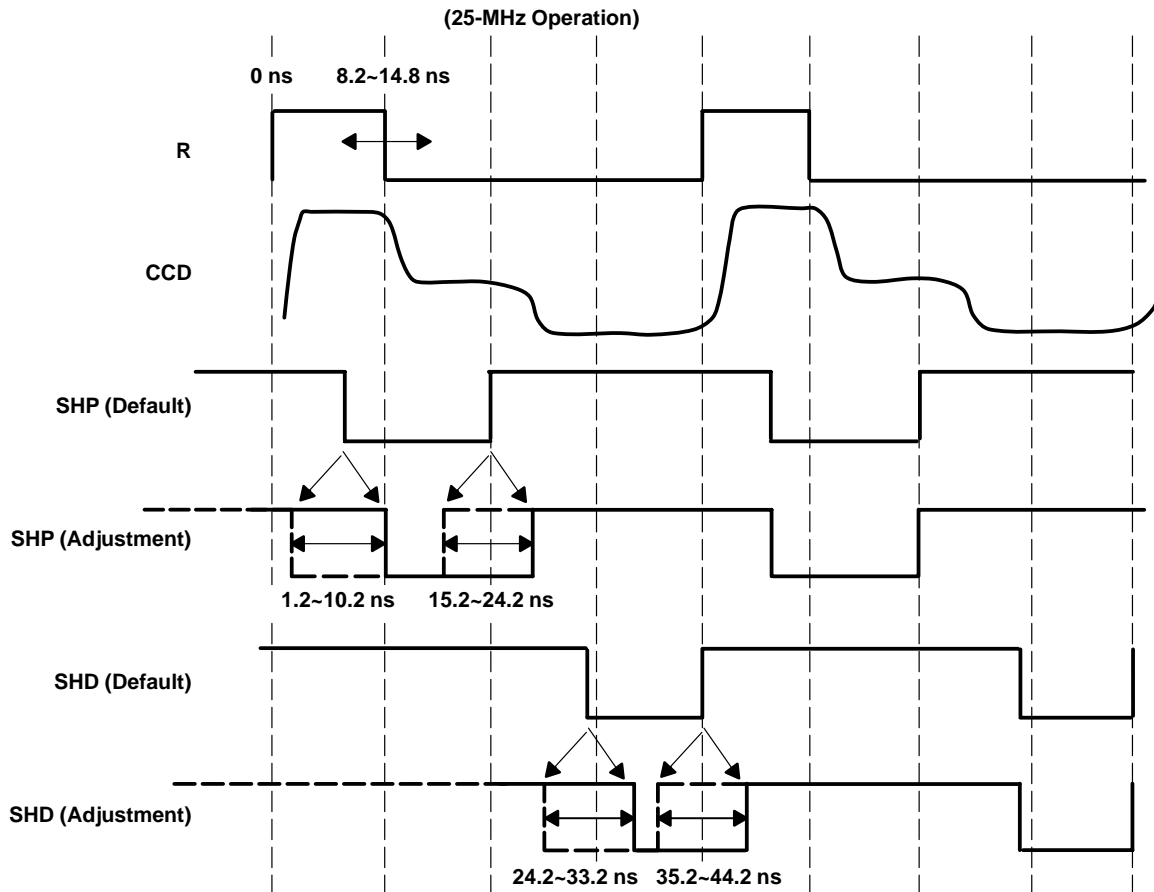 (25-MHz Operation)
0 ns
8.2~14.8 ns
R
CCD
SHP (Default)
SHP (Adjustment)
1.2~10.2 ns
15.2~24.2 ns
SHD (Default)
SHD (Adjustment)
24.2~33.2 ns
35.2~44.2 ns